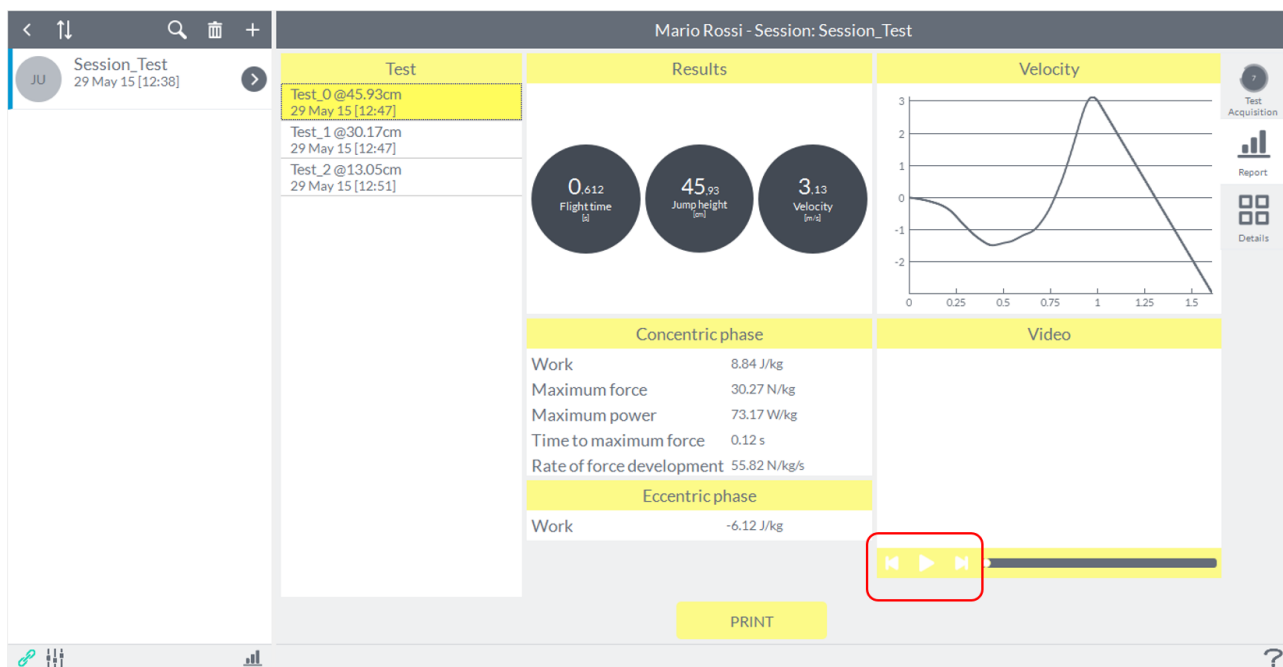 Mario Rossi - Session: Session_Test
JU
Session_Test
29 May 15 [12:38]
Test
Test_0 @45.93cm
29 May 15 [12:47]
Test_1 @30.17cm
29 May 15 [12:47]
Test_2 @13.05cm
29 May 15 [12:51]
Results
0,612
Flight time
[s]
45,93
Jump height
[cm]
3,13
Velocity
[m/s]
Velocity
3
2
1
0
-1
-2
0 0.25 0.5 0.75 1 1.25 1.5
?
Test
Acquisition
Report
Details
Concentric phase
Work 8.84 J/kg
Maximum force 30.27 N/kg
Maximum power 73.17 W/kg
Time to maximum force 0.12 s
Rate of force development 55.82 N/kg/s
Eccentric phase
Work -6.12 J/kg
Video
PRINT
?